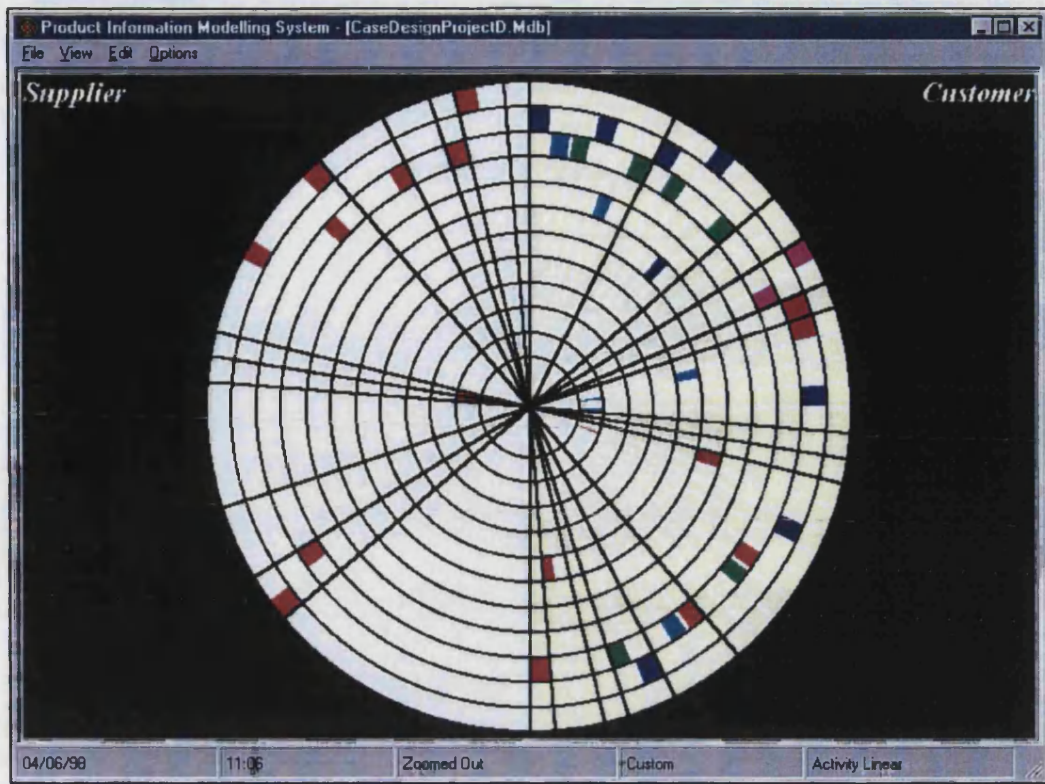 Product Information Modelling System - [CaseDesignProjectD.Mdb]
File View Edit Options
Supplier
Customer
04/06/98 11:06 Zoomed Out Custom Activity Linear